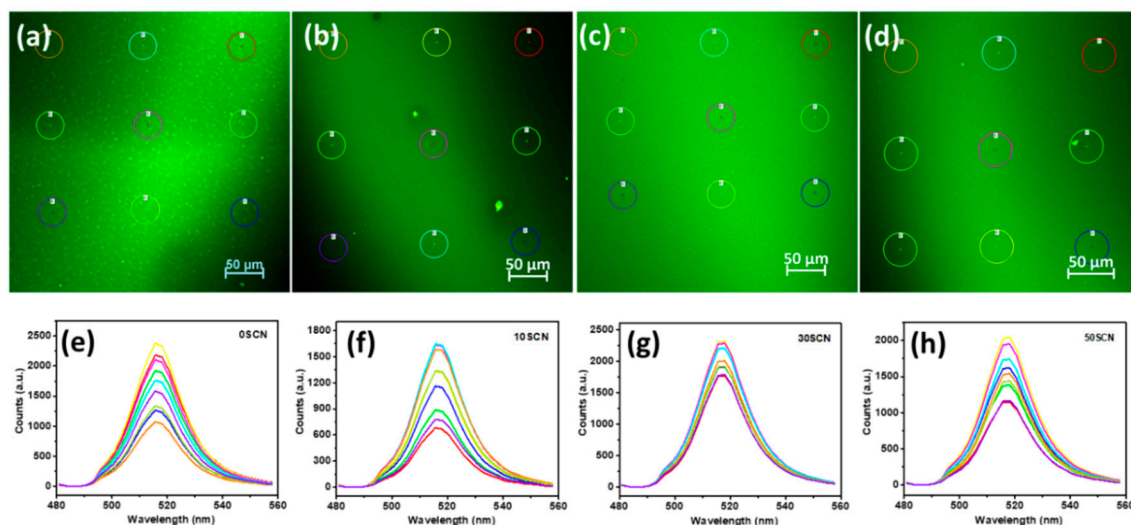 (a) (b) (c) (d)
50 µm 50 µm 50 µm 50 µm
(e) 0SCN
2500
2000
1500
1000
500
0
Counts (a.u.)
480 500 520 540 560
Wavelength (nm)
(f) 10SCN
1800
1500
1200
900
600
300
0
Counts (a.u.)
480 500 520 540 560
Wavelength (nm)
(g) 30SCN
2500
2000
1500
1000
500
0
Counts (a.u.)
480 500 520 540 560
Wavelength (nm)
(h) 50SCN
2000
1500
1000
500
0
Counts (a.u.)
480 500 520 540 560
Wavelength (nm)